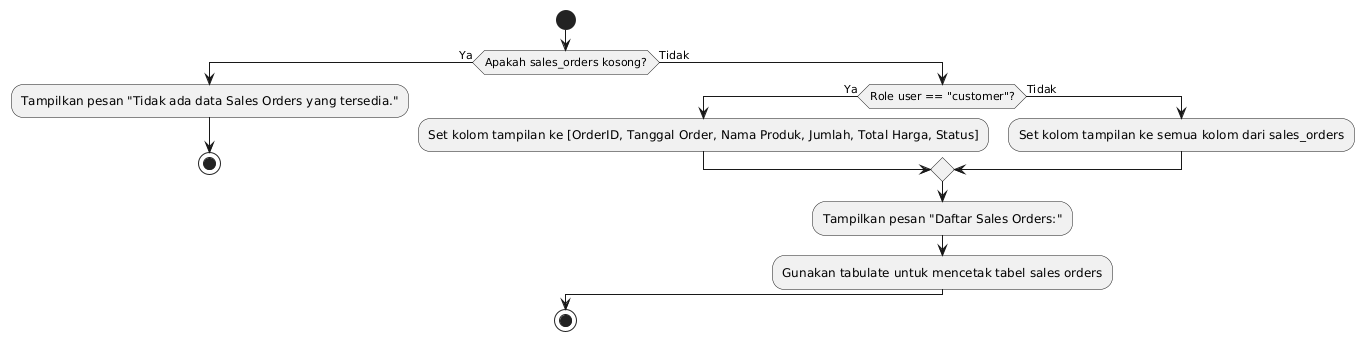 Ya
Apakah sales_orders kosong?
Tidak
Tampilkan pesan "Tidak ada data Sales Orders yang tersedia."
Ya
Role user == "customer"?
Tidak
Set kolom tampilan ke [OrderID, Tanggal Order, Nama Produk, Jumlah, Total Harga, Status]
Set kolom tampilan ke semua kolom dari sales_orders
Tampilkan pesan "Daftar Sales Orders:"
Gunakan tabulate untuk mencetak tabel sales orders